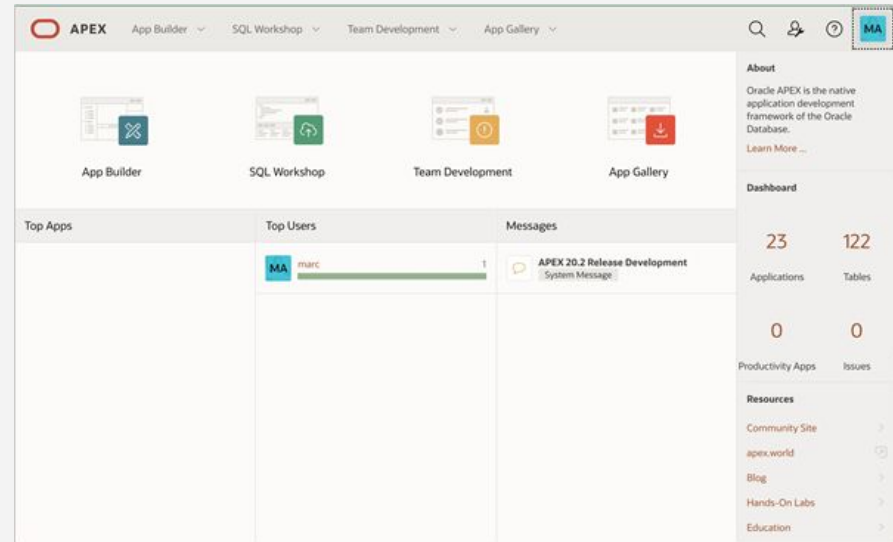 APEX App Builder SQL Workshop Team Development App Gallery MA
App Builder SQL Workshop Team Development App Gallery
Top Apps Top Users Messages
MA marc 1
APEX 20.2 Release Development
System Message
About
Oracle APEX is the native
application development
framework of the Oracle
Database.
Learn More ...
Dashboard
23 122
Applications Tables
0 0
Productivity Apps Issues
Resources
Community Site
apex.world
Blog
Hands-On Labs
Education